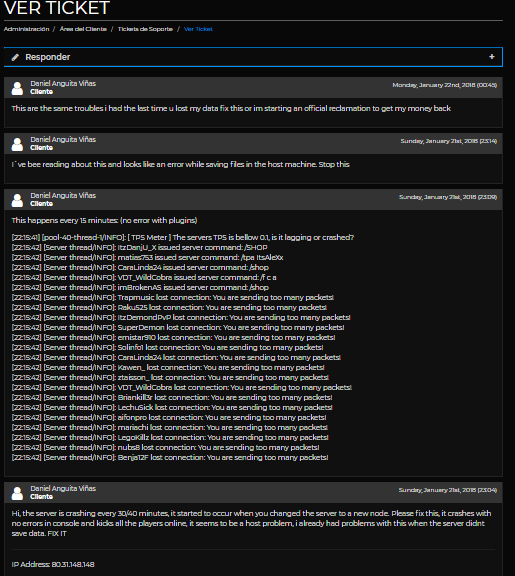 VER TICKET
Administración / Área del Cliente / Tickets de Soporte / Ver Ticket
Responder +
Daniel Anguita Viñas
Cliente
Monday, January 22nd, 2018 (00:45)
This are the same troubles i had the last time u lost my data fix this or im starting an official reclamation to get my money back
Daniel Anguita Viñas
Cliente
Sunday, January 21st, 2018 (23:14)
I´ve bee reading about this and looks like an error while saving files in the host machine. Stop this
Daniel Anguita Viñas
Cliente
Sunday, January 21st, 2018 (23:09)
This happens every 15 minutes: (no error with plugins)
[22:15:41] [pool-40-thread-1/INFO]: [ TPS Meter ] The servers TPS is bellow 0.1, is it lagging or crashed?
[22:15:42] [Server thread/INFO]: ItzDanjU_X issued server command: /SHOP
[22:15:42] [Server thread/INFO]: matias753 issued server command: /tpa ItsAleXx
[22:15:42] [Server thread/INFO]: CaraLinda24 issued server command: /shop
[22:15:42] [Server thread/INFO]: VDT_WildCobra issued server command: /f c a
[22:15:42] [Server thread/INFO]: imBrokenAS issued server command: /shop
[22:15:42] [Server thread/INFO]: Trapmusic lost connection: You are sending too many packets!
[22:15:42] [Server thread/INFO]: Raku525 lost connection: You are sending too many packets!
[22:15:42] [Server thread/INFO]: ItzDemondPvP lost connection: You are sending too many packets!
[22:15:42] [Server thread/INFO]: SuperDemon lost connection: You are sending too many packets!
[22:15:42] [Server thread/INFO]: emistar910 lost connection: You are sending too many packets!
[22:15:42] [Server thread/INFO]: Solinfo1 lost connection: You are sending too many packets!
[22:15:42] [Server thread/INFO]: CaraLinda24 lost connection: You are sending too many packets!
[22:15:42] [Server thread/INFO]: Kawen_ lost connection: You are sending too many packets!
[22:15:42] [Server thread/INFO]: ztaisson_ lost connection: You are sending too many packets!
[22:15:42] [Server thread/INFO]: VDT_WildCobra lost connection: You are sending too many packets!
[22:15:42] [Server thread/INFO]: Briankill3r lost connection: You are sending too many packets!
[22:15:42] [Server thread/INFO]: LechuSick lost connection: You are sending too many packets!
[22:15:42] [Server thread/INFO]: aifonpro lost connection: You are sending too many packets!
[22:15:42] [Server thread/INFO]: mariachi lost connection: You are sending too many packets!
[22:15:42] [Server thread/INFO]: LegoKillz lost connection: You are sending too many packets!
[22:15:42] [Server thread/INFO]: nubs8 lost connection: You are sending too many packets!
[22:15:42] [Server thread/INFO]: Benja12F lost connection: You are sending too many packets!
Daniel Anguita Viñas
Cliente
Sunday, January 21st, 2018 (23:04)
Hi, the server is crashing every 30/40 minutes, it started to occur when you changed the server to a new node. Please fix this, it crashes with
no errors in console and kicks all the players online, it seems to be a host problem, i already had problems with this when the server didnt
save data. FIX IT
IP Address: 80.31.148.148